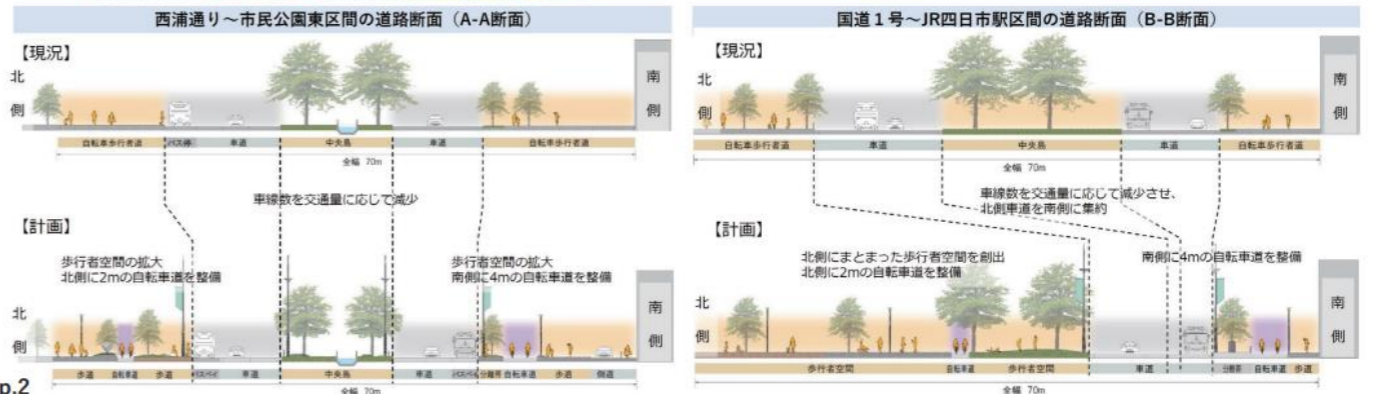 西浦通り～市民公園東区間の道路断面（A-A断面）
【現況】
北
側
南
側
自転車歩行者道
バス停
車道
中央島
車道
自転車歩行者道
全幅 70m
車線数を交通量に応じて減少
【計画】
歩行者空間の拡大
北側に2mの自転車道を整備
歩行者空間の拡大
南側に4mの自転車道を整備
北
側
南
側
歩道
自転車道
歩道
バスベイ
車道
中央島
車道
バスベイ
分離帯
自転車道
歩道
側道
全幅 70m
p.2
国道１号～JR四日市駅区間の道路断面（B-B断面）
【現況】
北
側
南
側
自転車歩行者道
車道
中央島
車道
自転車歩行者道
全幅 70m
車線数を交通量に応じて減少させ、
北側車道を南側に集約
【計画】
北側にまとまった歩行者空間を創出
北側に2mの自転車道を整備
南側に4mの自転車道を整備
北
側
南
側
歩行者空間
自転車道
歩行者空間
車道
分離帯
自転車道
歩道
全幅 70m